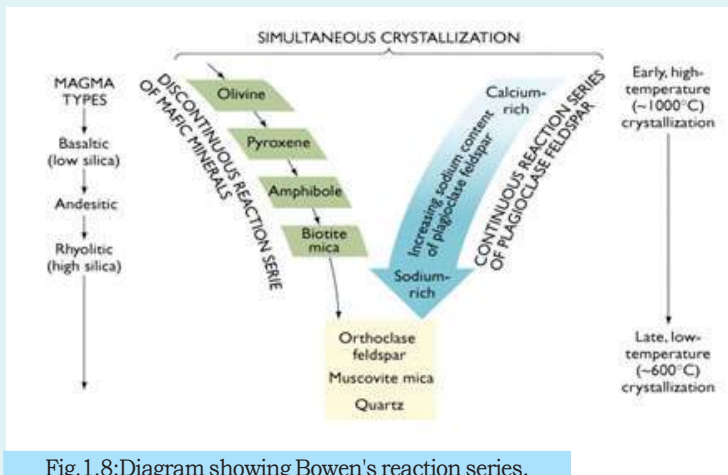 SIMULTANEOUS CRYSTALLIZATION
MAGMA
TYPES
Basaltic
(low silica)
Andesitic
Rhyolitic
(high silica)
DISCONTINUOUS REACTION SERIE
OF MAFIC MINERALS
Olivine
Pyroxene
Amphibole
Biotite
mica
Calcium-
rich
Increasing sodium content
of plagioclase feldspar
Sodium-
rich
CONTINUOUS REACTION SERIES
OF PLAGIOCLASE FELDSPAR
Early, high-
temperature
(~1000°C)
crystallization
Orthoclase
feldspar
Muscovite mica
Quartz
Late, low-
temperature
(~600°C)
crystallization
Fig.1.8:Diagram showing Bowen's reaction series.